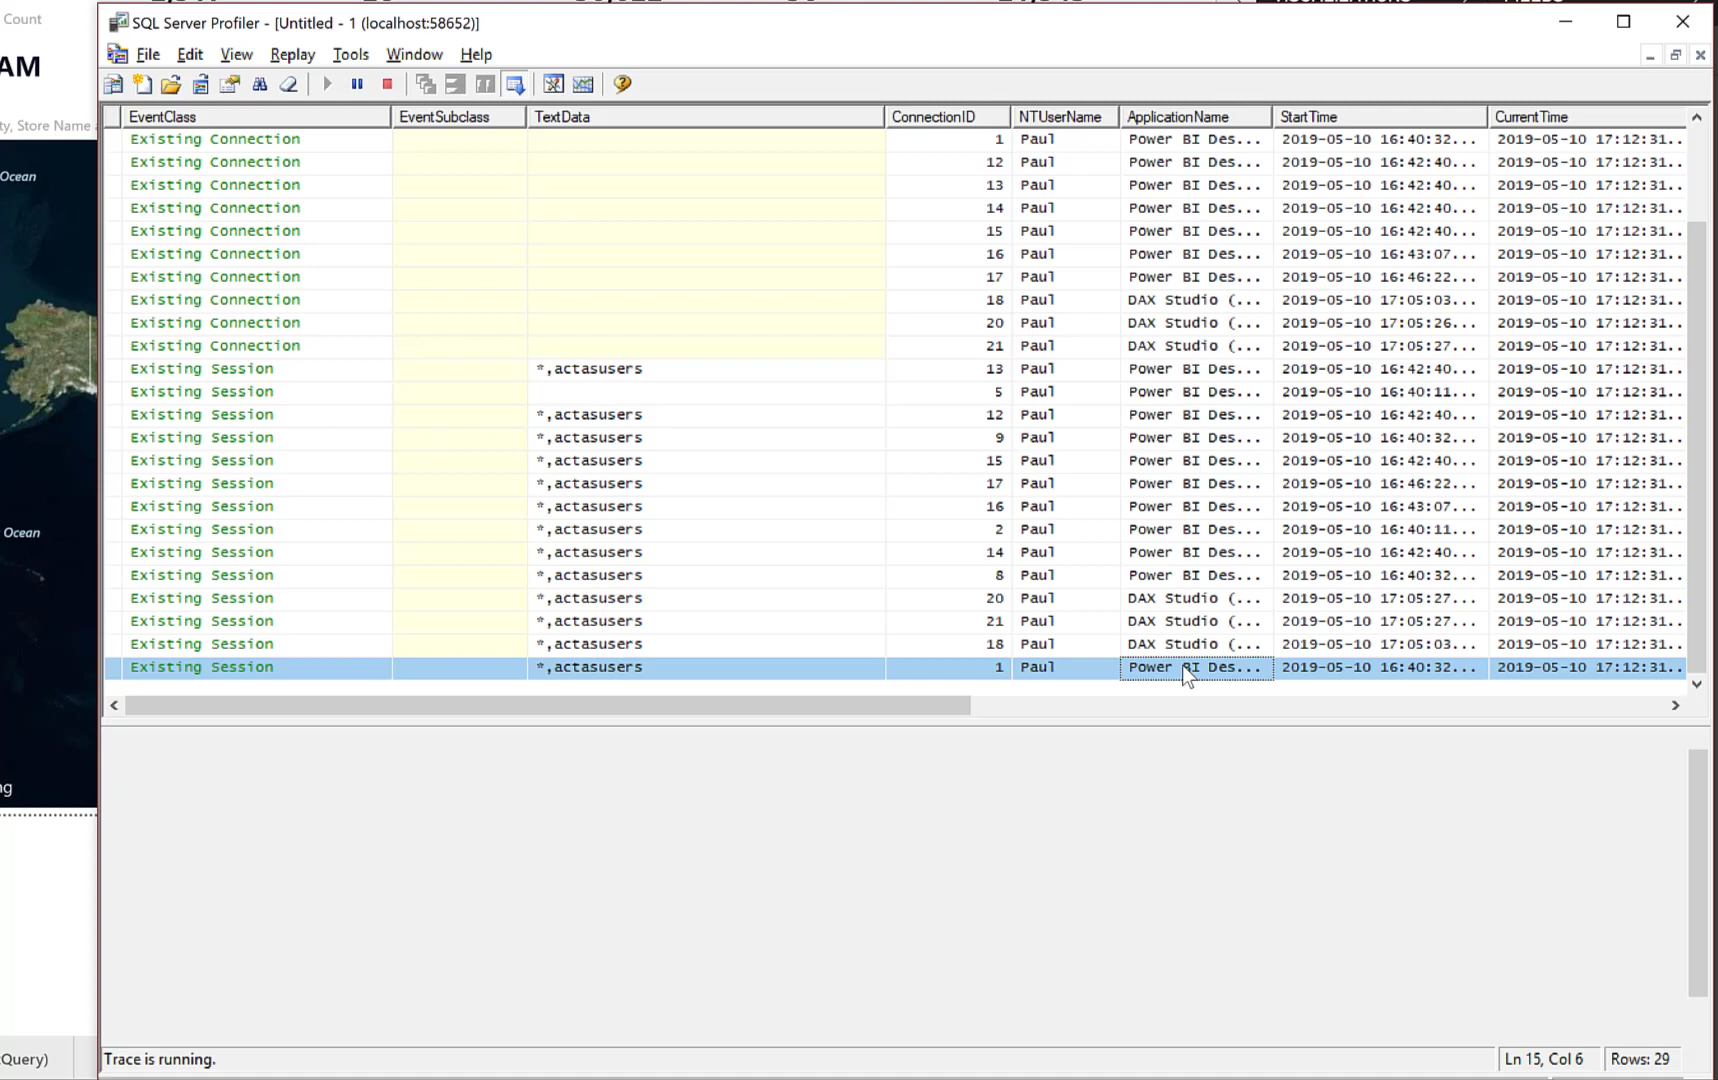 Count
AM
ty, Store Name
Ocean
Ocean
ng
Query)
SQL Server Profiler - [Untitled - 1 (localhost:58652)]
File Edit View Replay Tools Window Help
EventClass EventSubclass TextData ConnectionID NTUserName ApplicationName StartTime CurrentTime
Existing Connection 1 Paul Power BI Des... 2019-05-10 16:40:32... 2019-05-10 17:12:31..
Existing Connection 12 Paul Power BI Des... 2019-05-10 16:42:40... 2019-05-10 17:12:31..
Existing Connection 13 Paul Power BI Des... 2019-05-10 16:42:40... 2019-05-10 17:12:31..
Existing Connection 14 Paul Power BI Des... 2019-05-10 16:42:40... 2019-05-10 17:12:31..
Existing Connection 15 Paul Power BI Des... 2019-05-10 16:42:40... 2019-05-10 17:12:31..
Existing Connection 16 Paul Power BI Des... 2019-05-10 16:43:07... 2019-05-10 17:12:31..
Existing Connection 17 Paul Power BI Des... 2019-05-10 16:46:22... 2019-05-10 17:12:31..
Existing Connection 18 Paul DAX Studio (... 2019-05-10 17:05:03... 2019-05-10 17:12:31..
Existing Connection 20 Paul DAX Studio (... 2019-05-10 17:05:26... 2019-05-10 17:12:31..
Existing Connection 21 Paul DAX Studio (... 2019-05-10 17:05:27... 2019-05-10 17:12:31..
Existing Session *,actasusers 13 Paul Power BI Des... 2019-05-10 16:42:40... 2019-05-10 17:12:31..
Existing Session 5 Paul Power BI Des... 2019-05-10 16:40:11... 2019-05-10 17:12:31..
Existing Session *,actasusers 12 Paul Power BI Des... 2019-05-10 16:42:40... 2019-05-10 17:12:31..
Existing Session *,actasusers 9 Paul Power BI Des... 2019-05-10 16:40:32... 2019-05-10 17:12:31..
Existing Session *,actasusers 15 Paul Power BI Des... 2019-05-10 16:42:40... 2019-05-10 17:12:31..
Existing Session *,actasusers 17 Paul Power BI Des... 2019-05-10 16:46:22... 2019-05-10 17:12:31..
Existing Session *,actasusers 16 Paul Power BI Des... 2019-05-10 16:43:07... 2019-05-10 17:12:31..
Existing Session *,actasusers 2 Paul Power BI Des... 2019-05-10 16:40:11... 2019-05-10 17:12:31..
Existing Session *,actasusers 14 Paul Power BI Des... 2019-05-10 16:42:40... 2019-05-10 17:12:31..
Existing Session *,actasusers 8 Paul Power BI Des... 2019-05-10 16:40:32... 2019-05-10 17:12:31..
Existing Session *,actasusers 20 Paul DAX Studio (... 2019-05-10 17:05:27... 2019-05-10 17:12:31..
Existing Session *,actasusers 21 Paul DAX Studio (... 2019-05-10 17:05:27... 2019-05-10 17:12:31..
Existing Session *,actasusers 18 Paul DAX Studio (... 2019-05-10 17:05:03... 2019-05-10 17:12:31..
Existing Session *,actasusers 1 Paul Power BI Des... 2019-05-10 16:40:32... 2019-05-10 17:12:31..
Trace is running. Ln 15, Col 6 Rows: 29